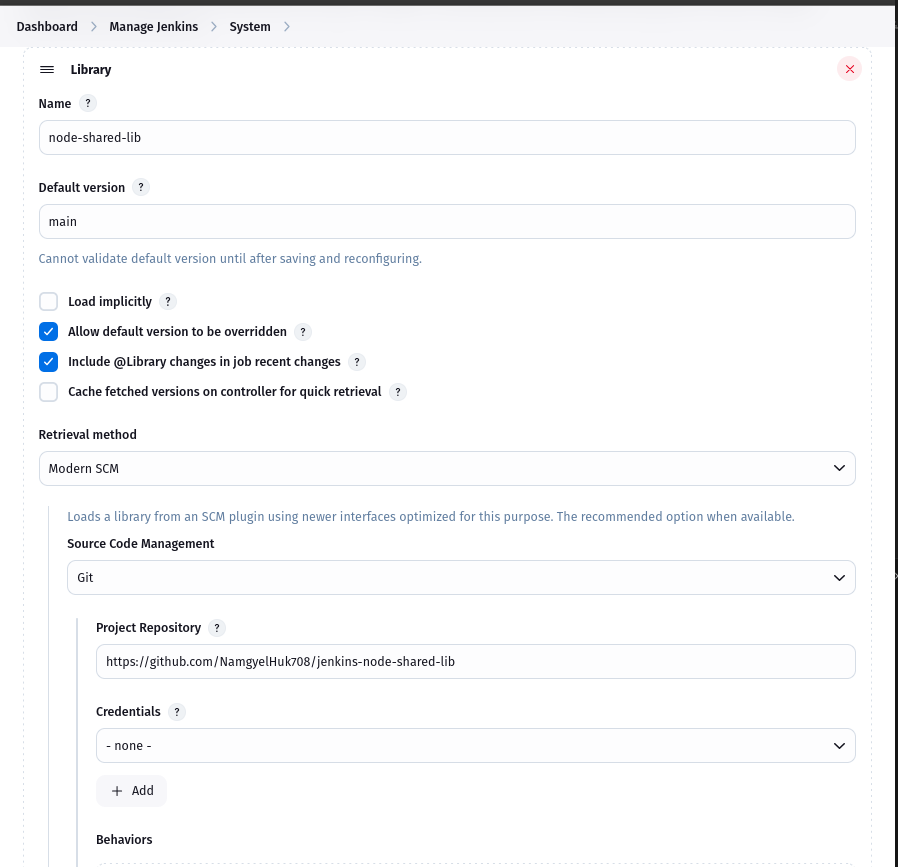 Dashboard > Manage Jenkins > System >
Library
Name ?
node-shared-lib
Default version ?
main
Cannot validate default version until after saving and reconfiguring.
Load implicitly ?
Allow default version to be overridden ?
Include @Library changes in job recent changes ?
Cache fetched versions on controller for quick retrieval ?
Retrieval method
Modern SCM
Loads a library from an SCM plugin using newer interfaces optimized for this purpose. The recommended option when available.
Source Code Management
Git
Project Repository ?
https://github.com/NamgyelHuk708/jenkins-node-shared-lib
Credentials ?
- none -
+ Add
Behaviors